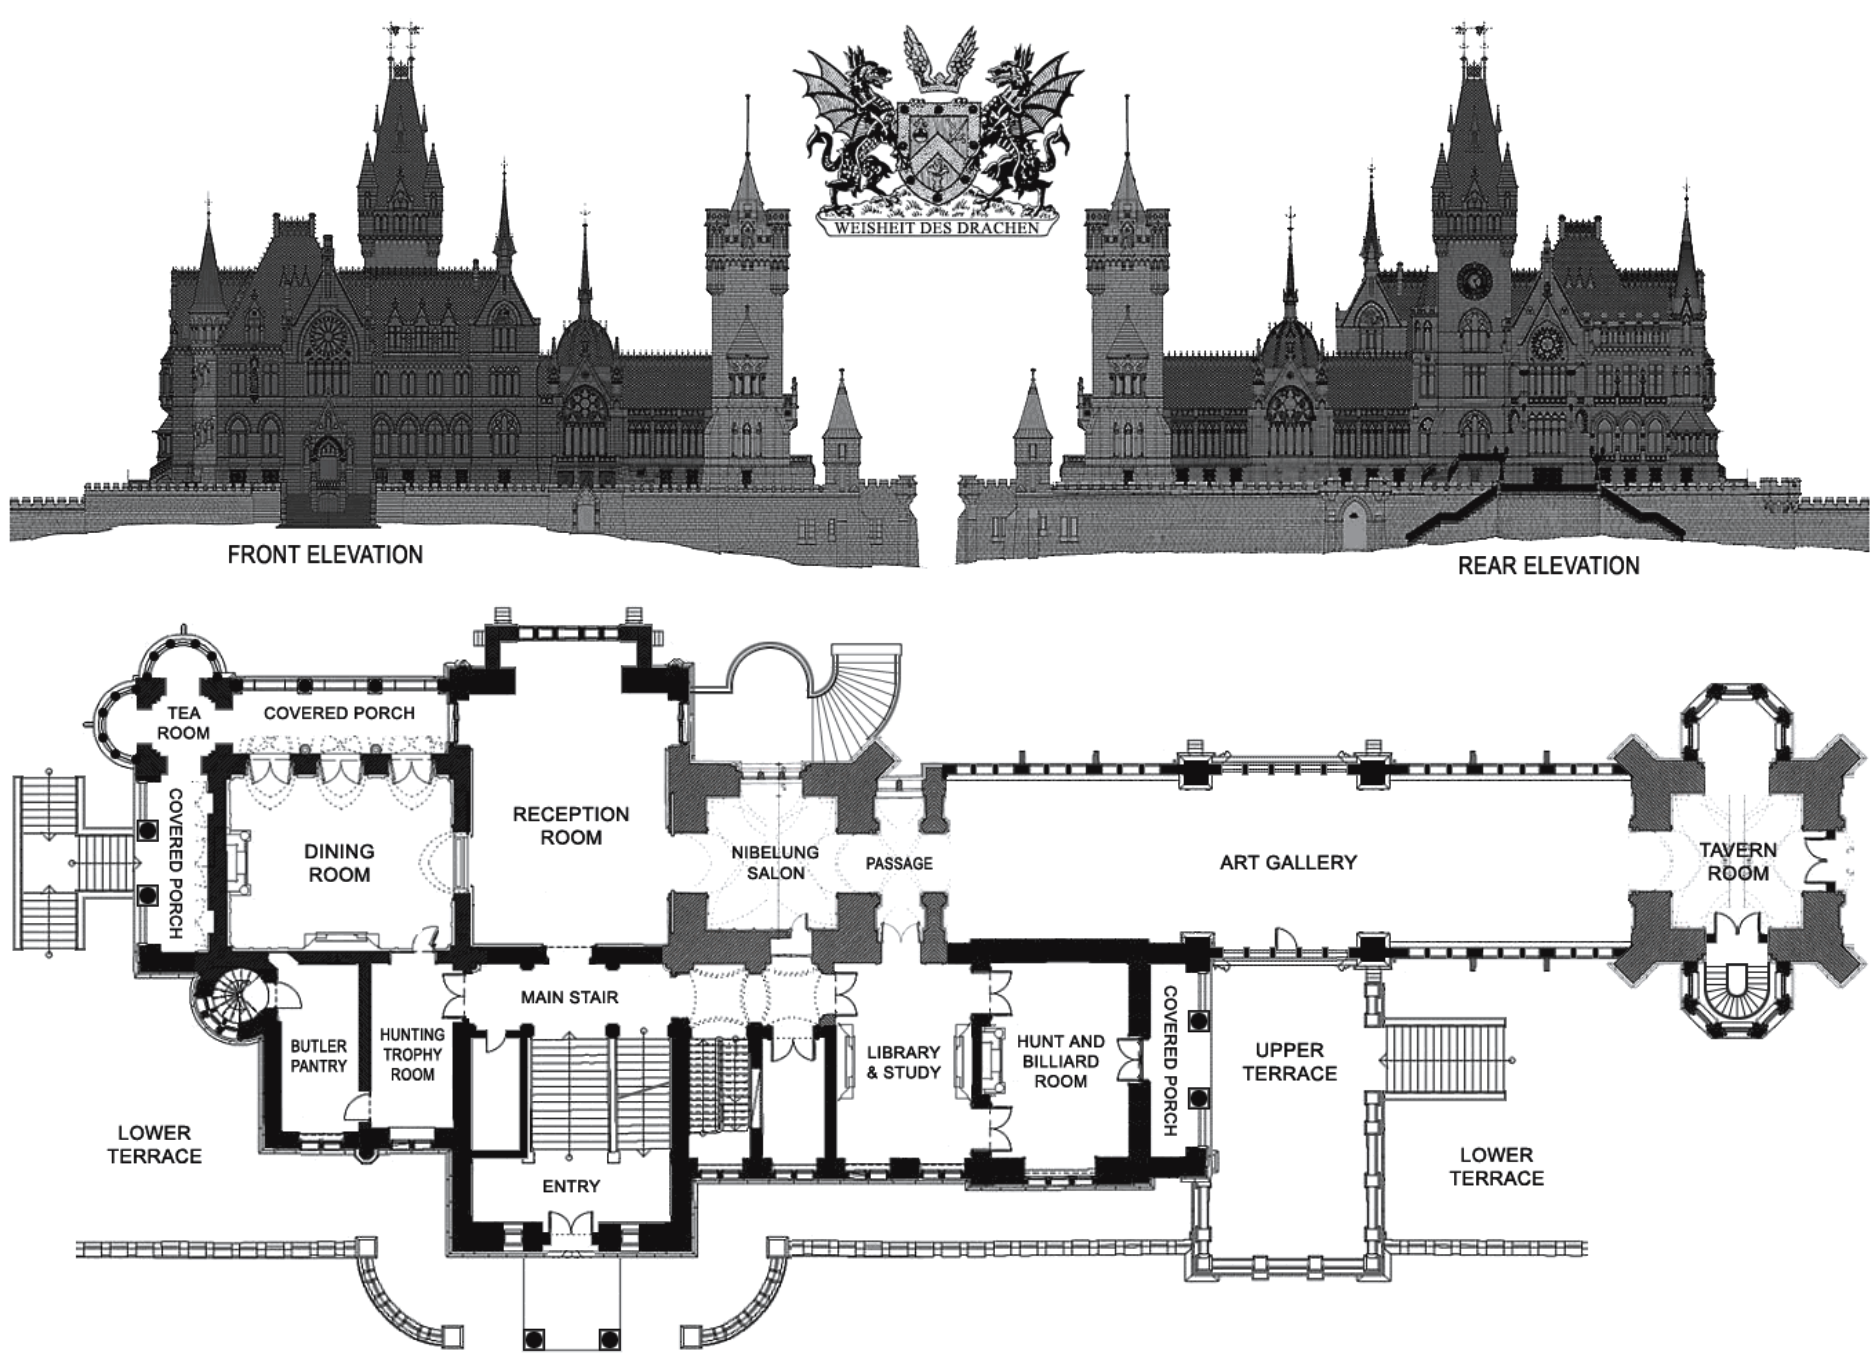 WEISHEIT DES DRACHEN
FRONT ELEVATION
REAR ELEVATION
TEA
ROOM
COVERED PORCH
COVERED PORCH
DINING
ROOM
RECEPTION
ROOM
NIBELUNG
SALON
PASSAGE
ART GALLERY
TAVERN
ROOM
MAIN STAIR
BUTLER
PANTRY
HUNTING
TROPHY
ROOM
LIBRARY
& STUDY
HUNT AND
BILLIARD
ROOM
COVERED PORCH
UPPER
TERRACE
LOWER
TERRACE
ENTRY
LOWER
TERRACE